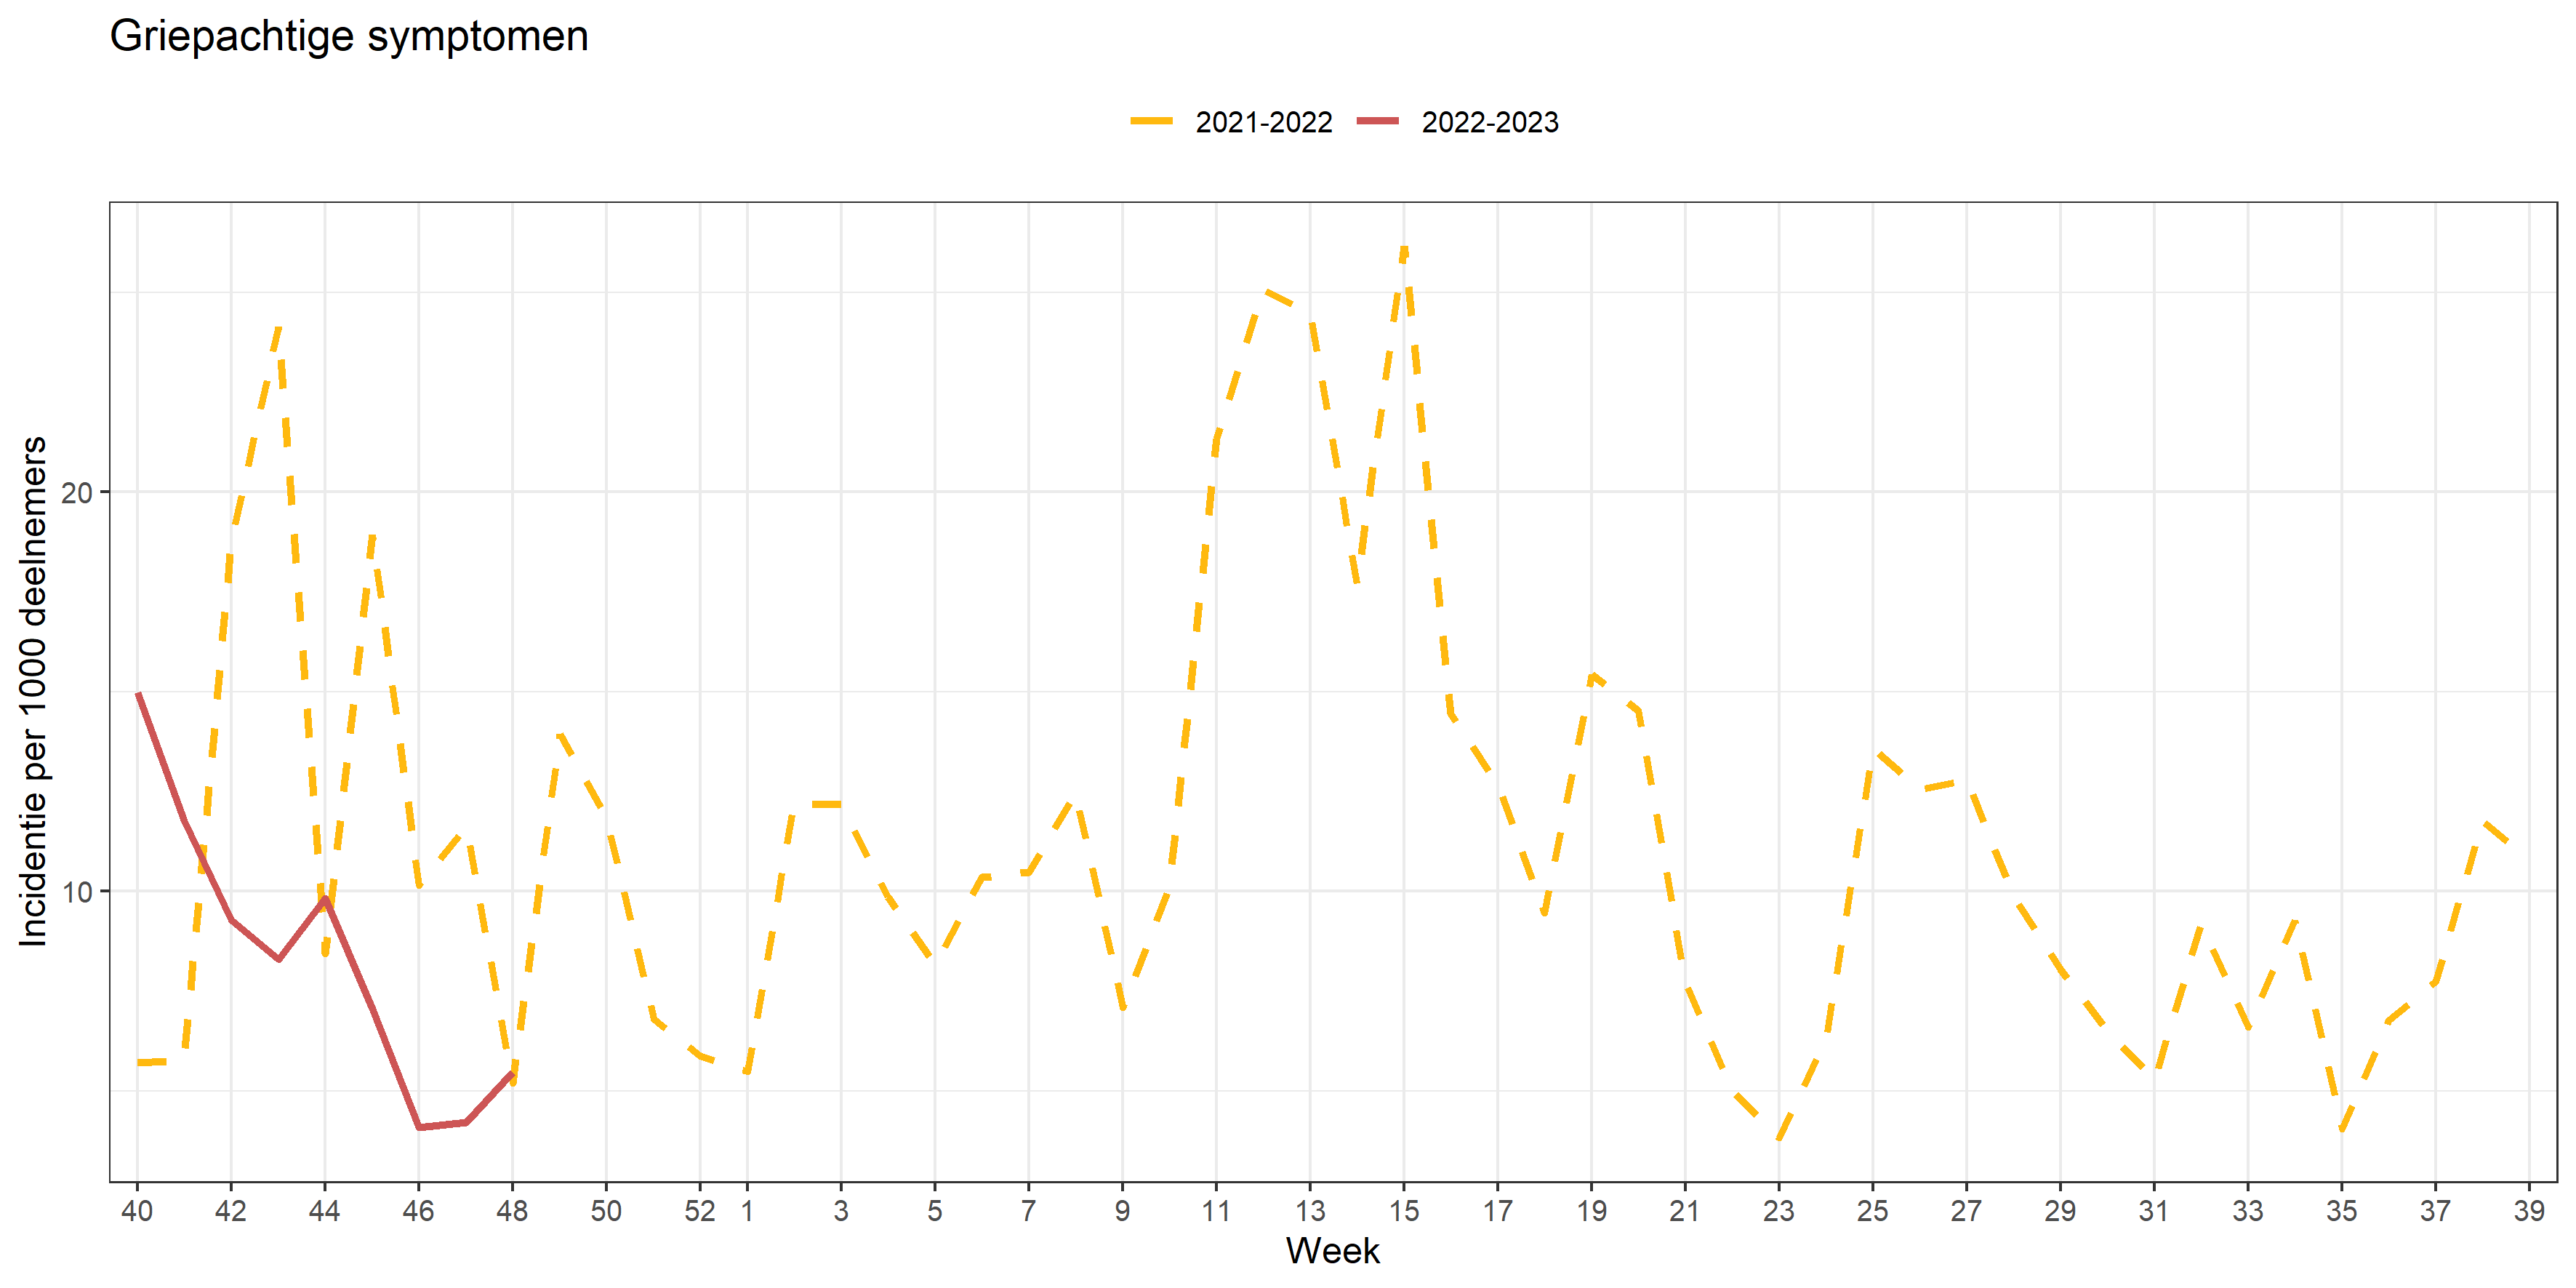 Griepachtige symptomen
2021-2022 2022-2023
Incidentie per 1000 deelnemers
20
10
40 42 44 46 48 50 52 1 3 5 7 9 11 13 15 17 19 21 23 25 27 29 31 33 35 37 39
Week